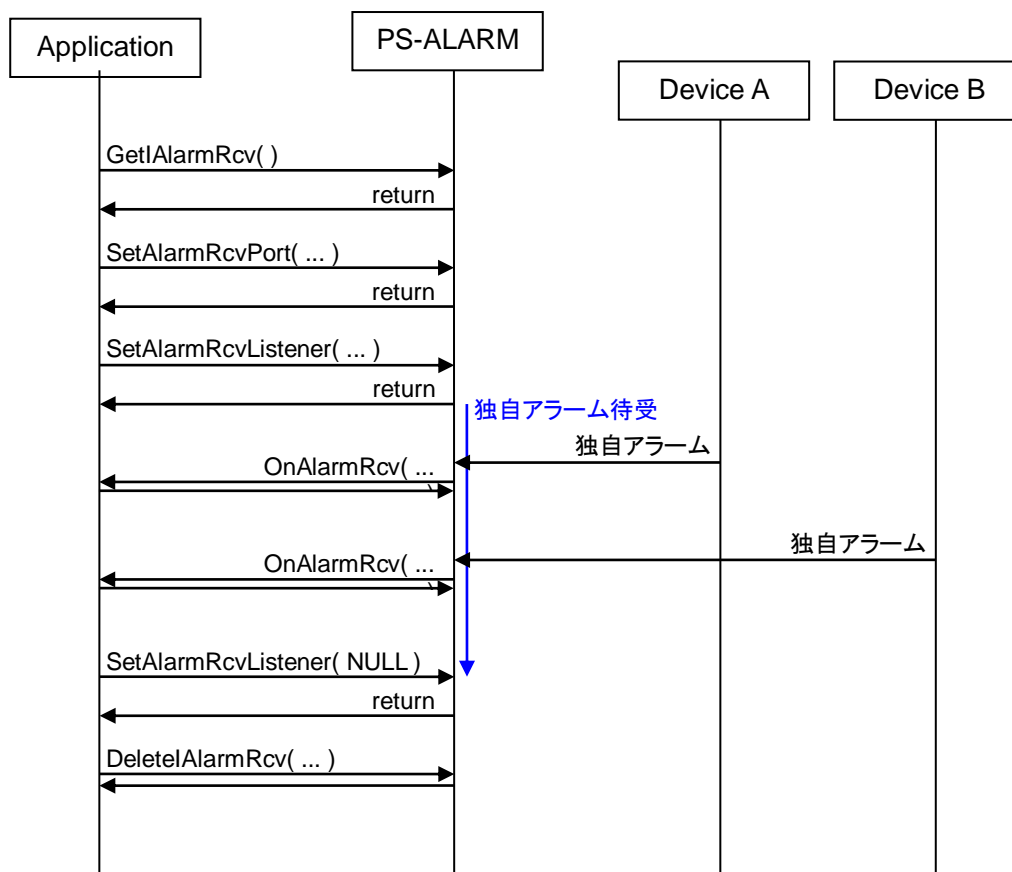 Application
PS-ALARM
Device A
Device B
GetIAlarmRcv( )
return
SetAlarmRcvPort( ... )
return
SetAlarmRcvListener( ... )
return
独自アラーム待受
独自アラーム
OnAlarmRcv( ...
独自アラーム
OnAlarmRcv( ...
SetAlarmRcvListener( NULL )
return
DeleteIAlarmRcv( ... )